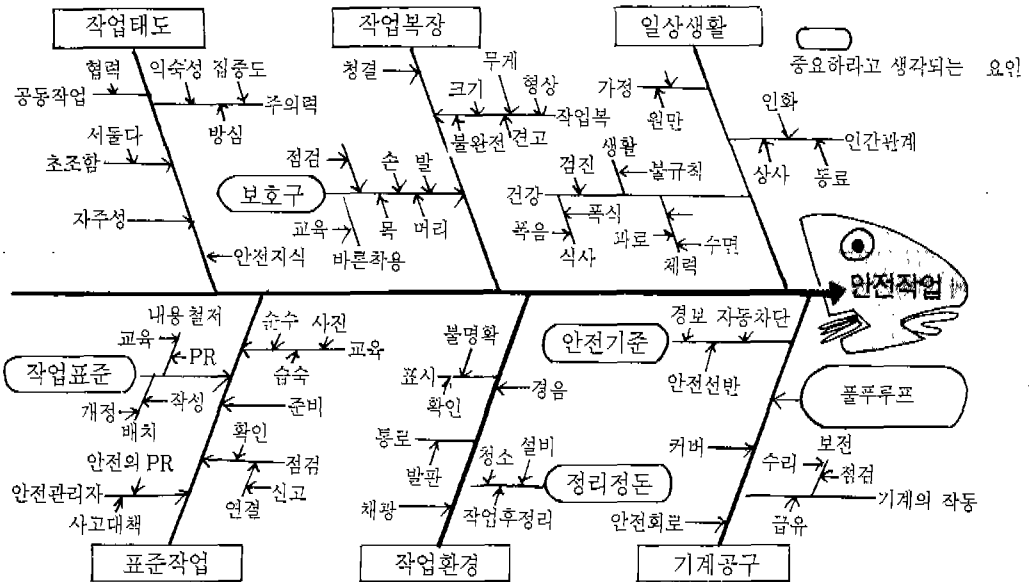 작업태도
작업복장
일상생활
중요하라고 생각되는 요인
협력
공동작업
익숙성 집중도
주의력
방심
서둘다
초조함
자주성
안전지식
청결
무게
크기
형상
작업복
불완전
견고
점검
보호구
손 발
목 머리
교육
바른착용
가정
원만
인화
인간관계
상사
동료
생활
검진
불규칙
건강
폭식
폭음
식사
과로
수면
체력
안전작업
내용 철저
교육
PR
작업표준
작성
개정
배치
순수 사진
교육
습숙
준비
확인
점검
신고
연결
안전의 PR
안전관리자
사고대책
불명확
표시
확인
경음
통로
발판
청소 설비
정리정돈
작업후정리
채광
안전기준
경보 자동차단
안전선반
풀푸루프
커버
보전
수리
점검
기계의 작동
급유
안전회로
표준작업
작업환경
기계공구